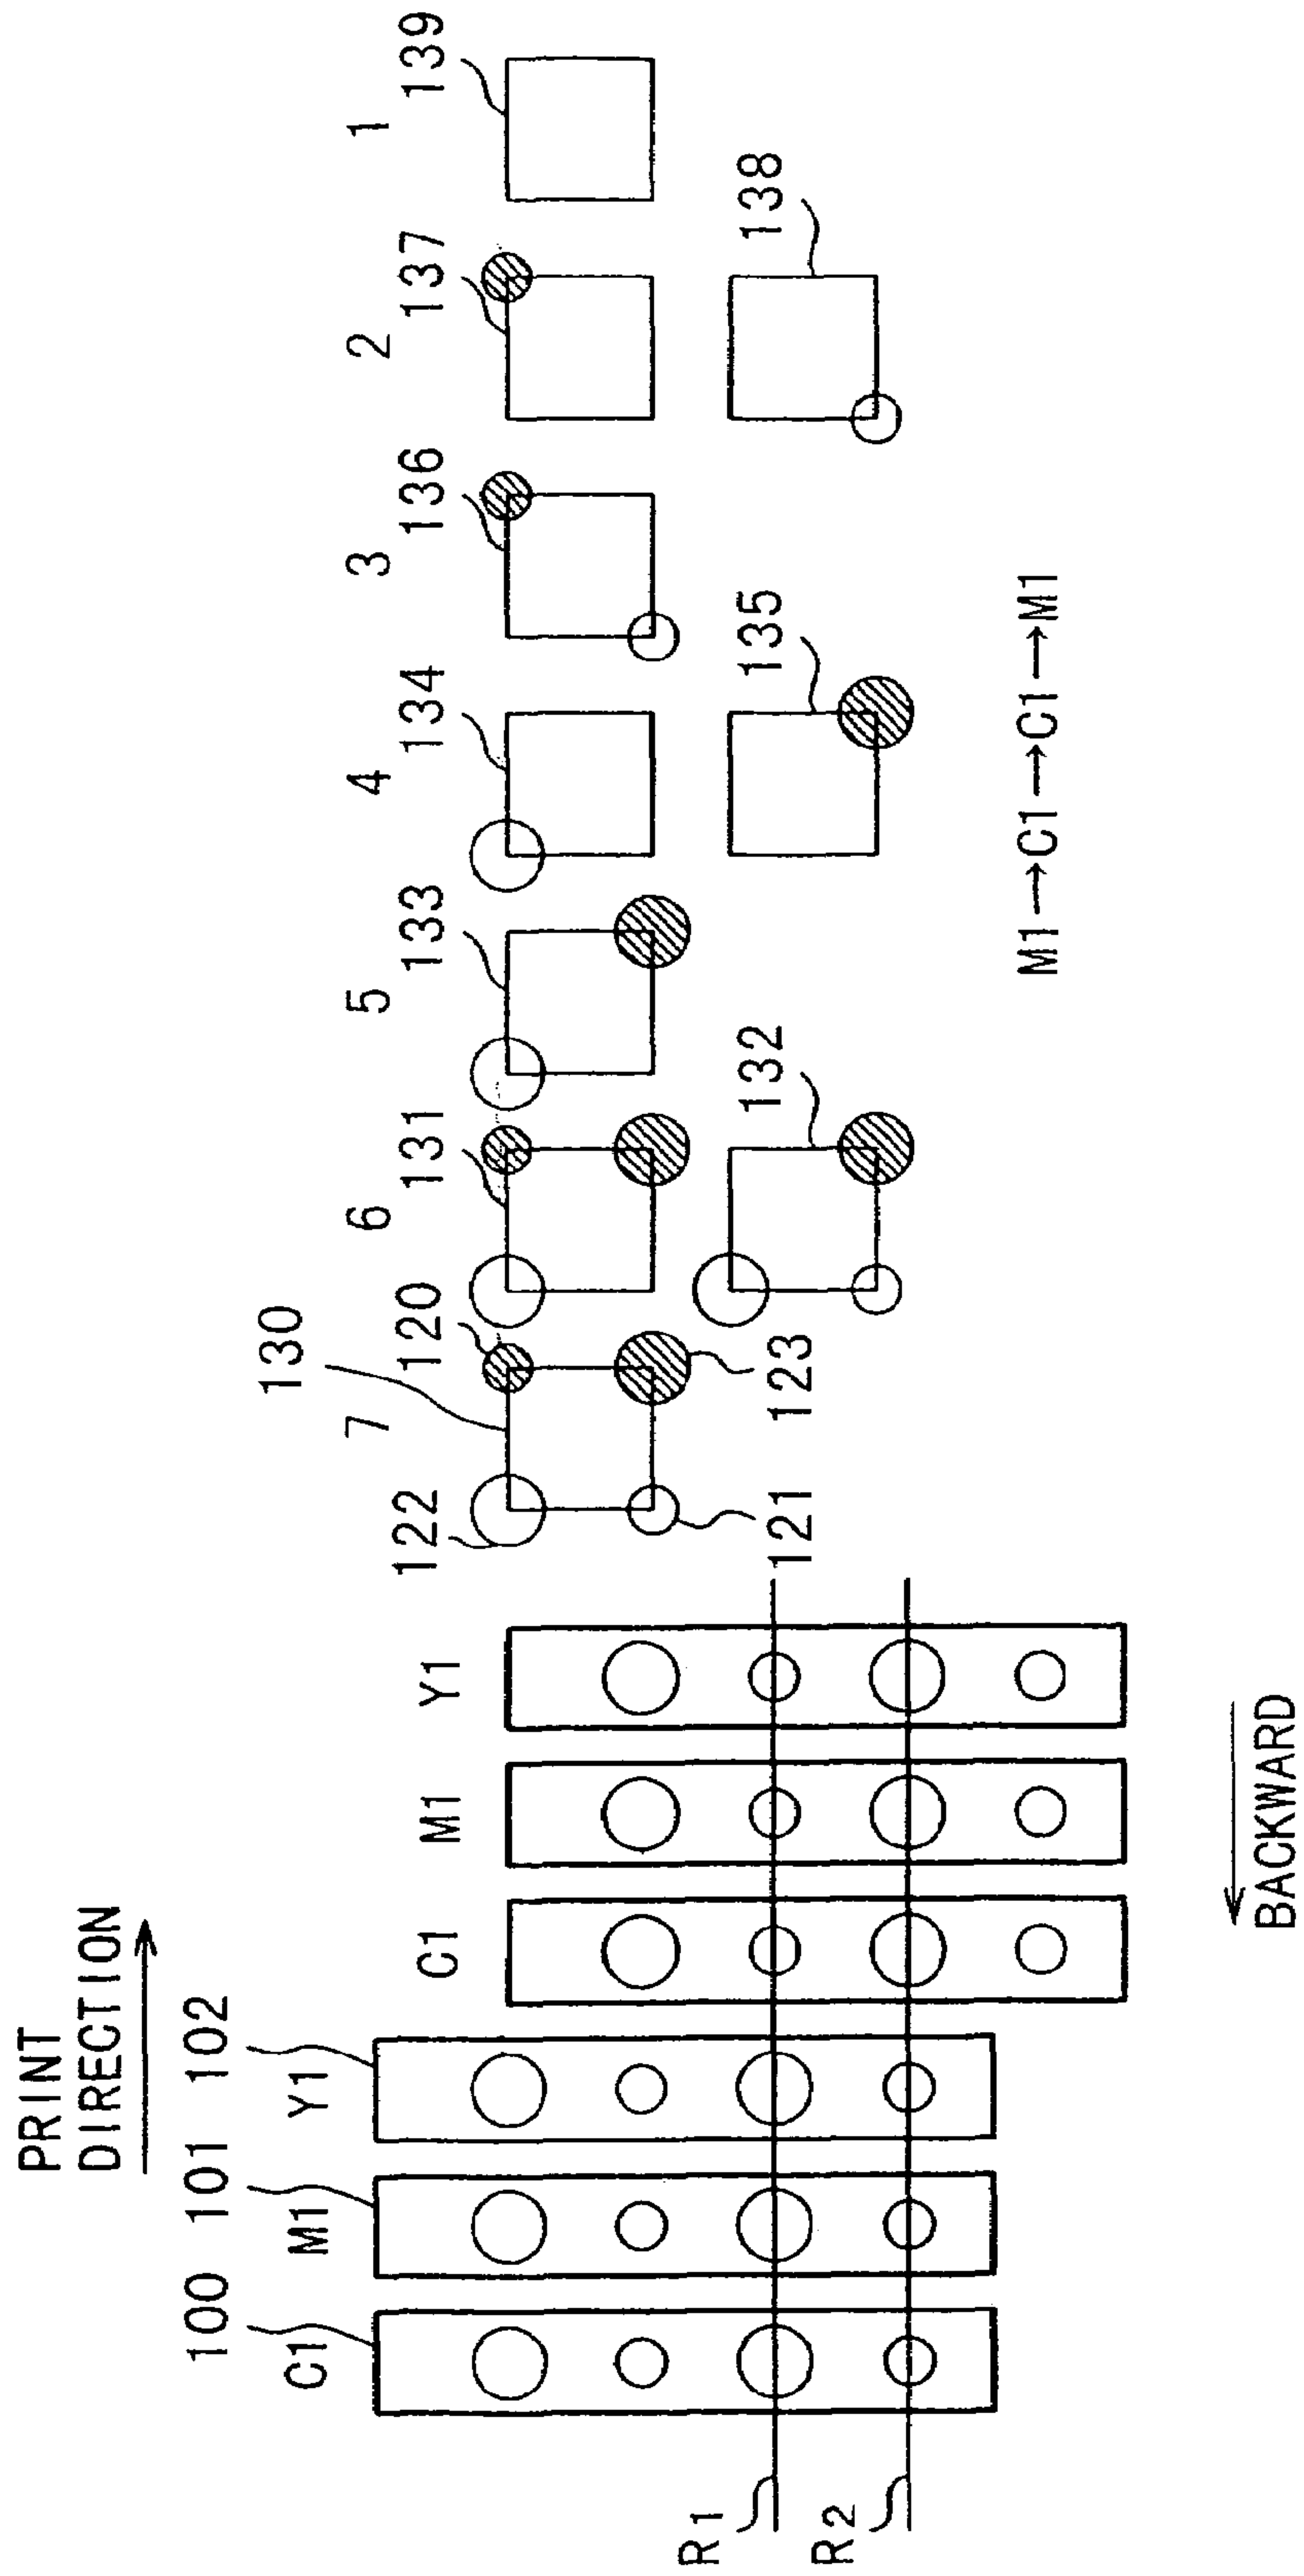 PRINT
DIRECTION
100 101 102
C1 M1 Y1 C1 M1 Y1
R1
R2
BACKWARD
130
7 6 5 4 3 2 1
122 120 131 133 134 136 137 139
121 123 132 135 138
M1→C1→C1→M1